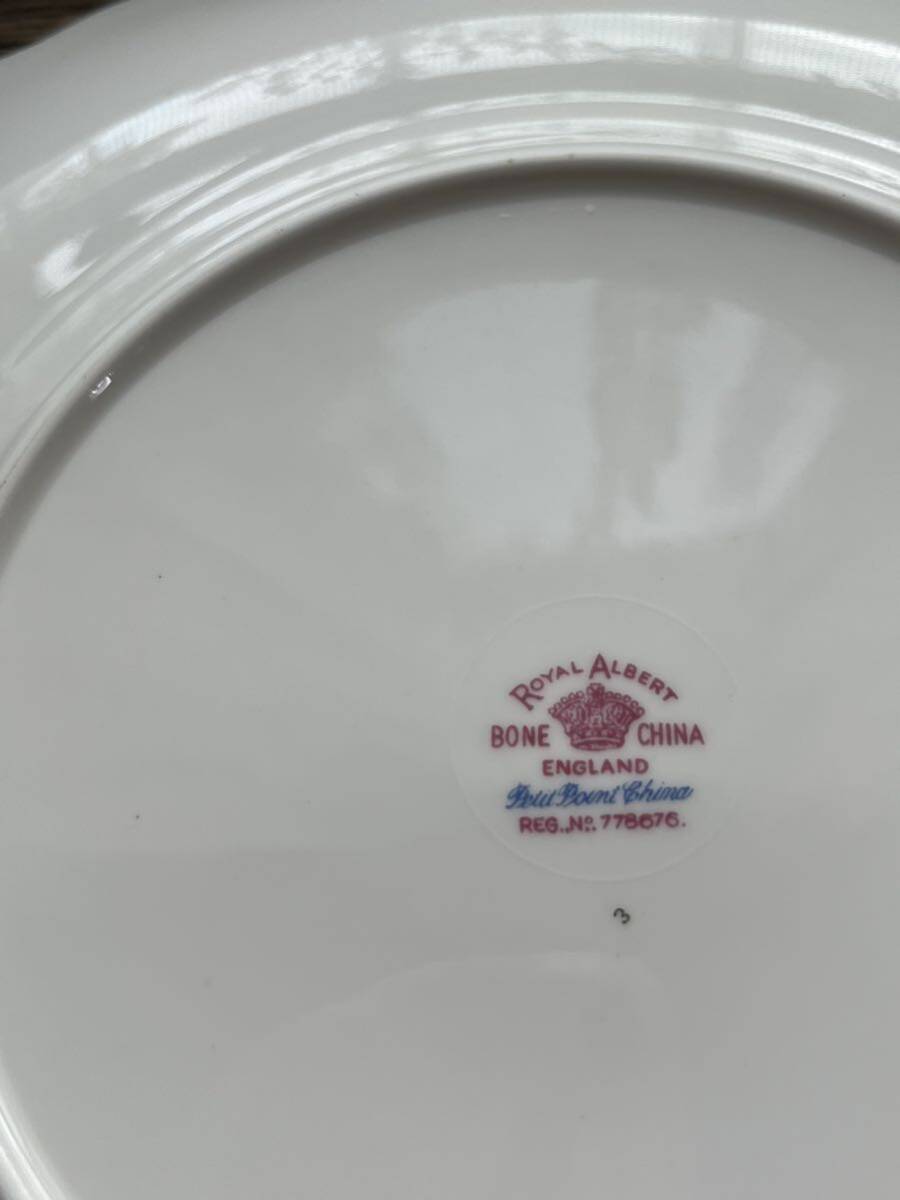 ROYAL ALBERT
BONE CHINA
ENGLAND
Petit Point China
REG. No. 778676.
3